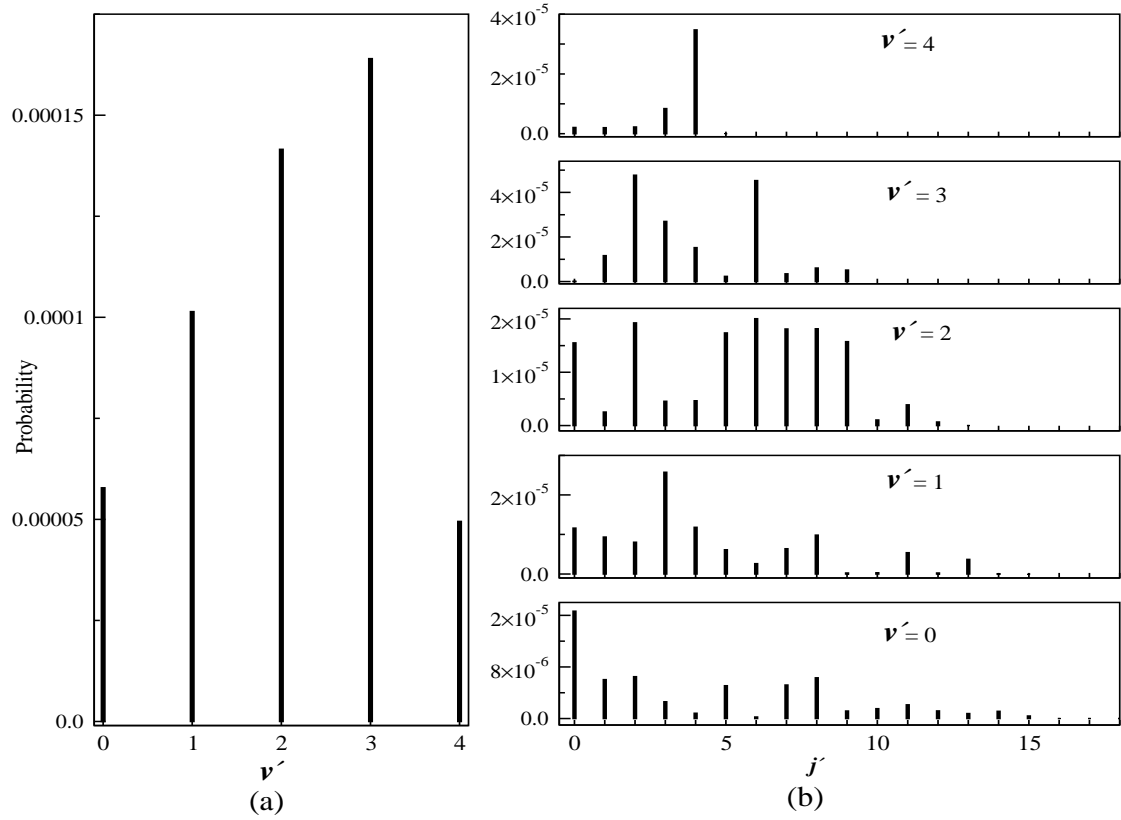 Probability
0.00015
0.0001
0.00005
0.0
0 1 2 3 4
v′
(a)
4×10⁻⁵
2×10⁻⁵
0.0
v′ = 4
4×10⁻⁵
2×10⁻⁵
0.0
v′ = 3
2×10⁻⁵
1×10⁻⁵
0.0
v′ = 2
2×10⁻⁵
0.0
v′ = 1
2×10⁻⁵
8×10⁻⁶
0.0
v′ = 0
0 5 10 15
j′
(b)